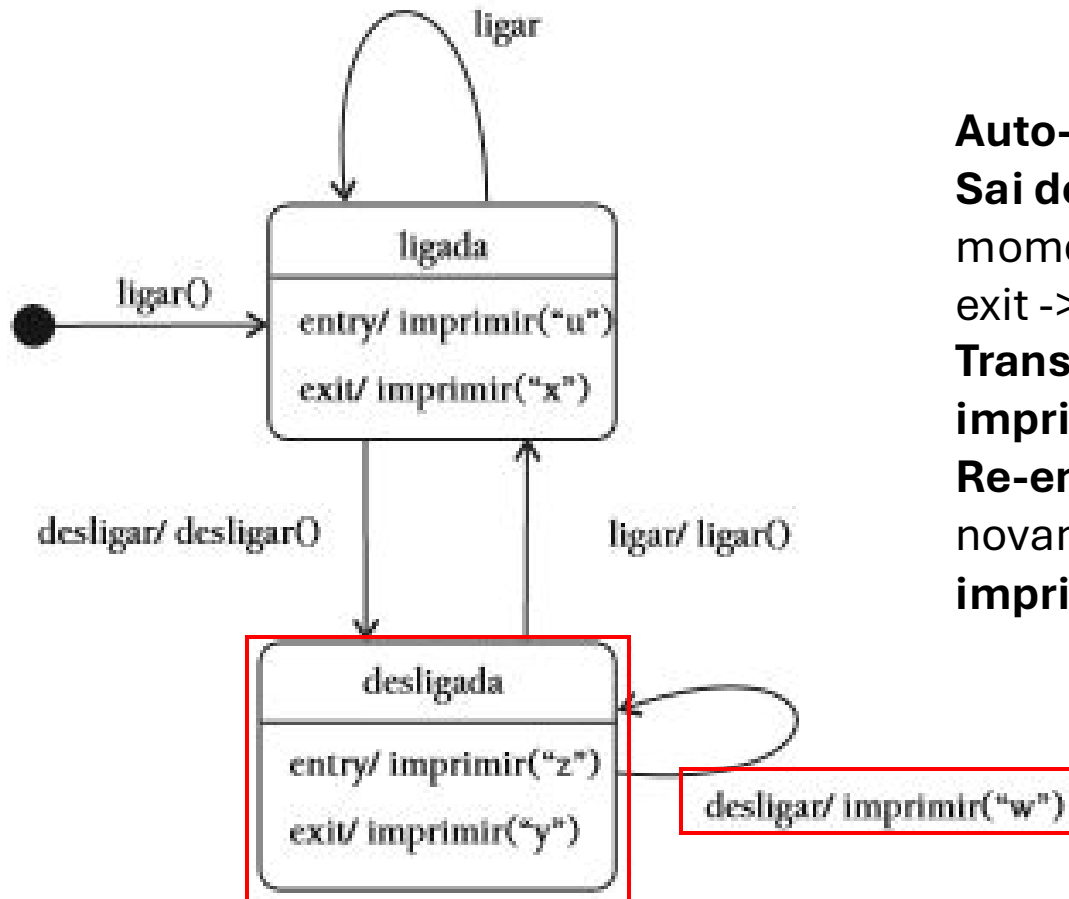 ligar
ligada
ligar()
entry/ imprimir("u")
exit/ imprimir("x")
desligar/ desligar()
ligar/ ligar()
desligada
entry/ imprimir("z")
exit/ imprimir("y")
desligar/ imprimir("w")
Auto-
Sai de
mome
exit ->
Trans
impri
Re-en
novan
impri